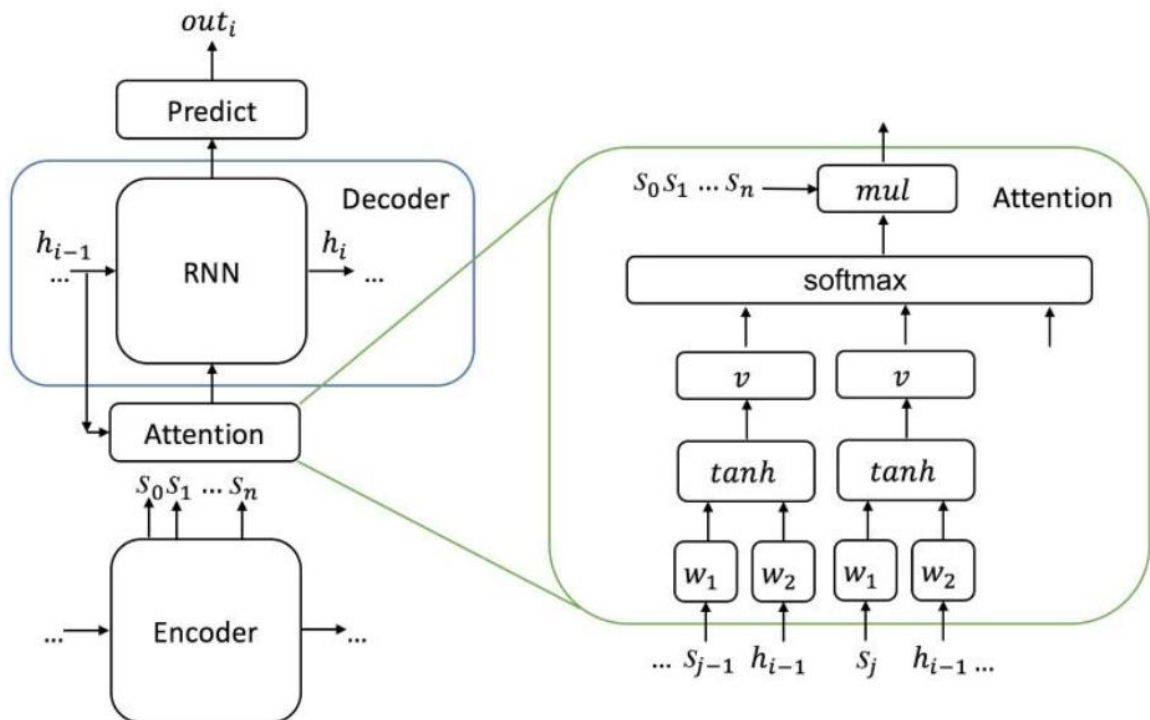 out_i
Predict
Decoder
h_{i−1}
h_i
...
...
RNN
Attention
s_0 s_1 ... s_n
...
...
Encoder
s_0 s_1 ... s_n
mul
Attention
softmax
v
v
tanh
tanh
w_1
w_2
w_1
w_2
... s_{j−1}
h_{i−1}
s_j
h_{i−1} ...